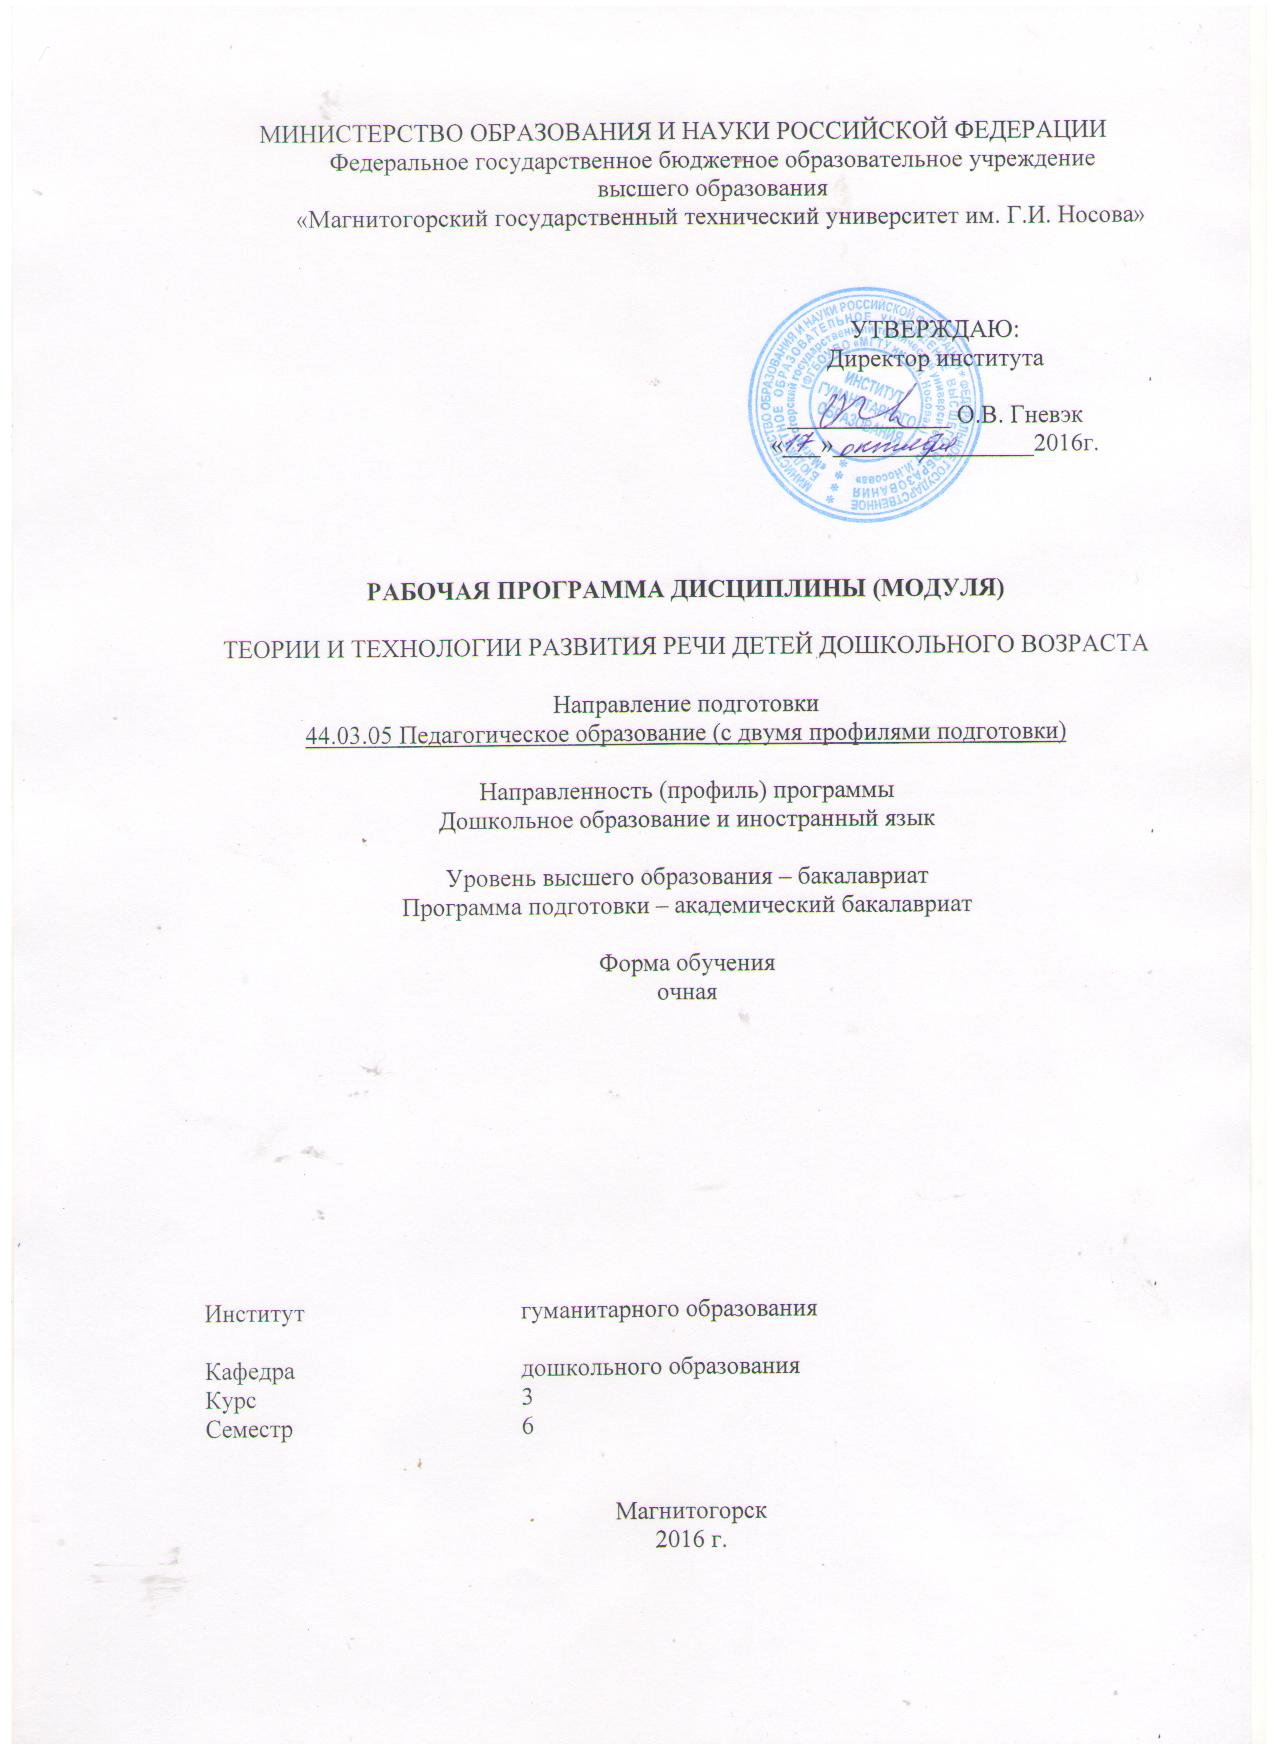 МИНИСТЕРСТВО ОБРАЗОВАНИЯ И НАУКИ РОССИЙСКОЙ ФЕДЕРАЦИИ
Федеральное государственное бюджетное образовательное учреждение
высшего образования
«Магнитогорский государственный технический университет им. Г.И. Носова»
УТВЕРЖДАЮ:
Директор института
О.В. Гневэк
«17» октября 2016г.
ИНСТИТУТ
ГУМАНИТАРНОГО
ОБРАЗОВАНИЯ
РАБОЧАЯ ПРОГРАММА ДИСЦИПЛИНЫ (МОДУЛЯ)
ТЕОРИИ И ТЕХНОЛОГИИ РАЗВИТИЯ РЕЧИ ДЕТЕЙ ДОШКОЛЬНОГО ВОЗРАСТА
Направление подготовки
44.03.05 Педагогическое образование (с двумя профилями подготовки)
Направленность (профиль) программы
Дошкольное образование и иностранный язык
Уровень высшего образования – бакалавриат
Программа подготовки – академический бакалавриат
Форма обучения
очная
Институт гуманитарного образования
Кафедра дошкольного образования
Курс 3
Семестр 6
Магнитогорск
2016 г.